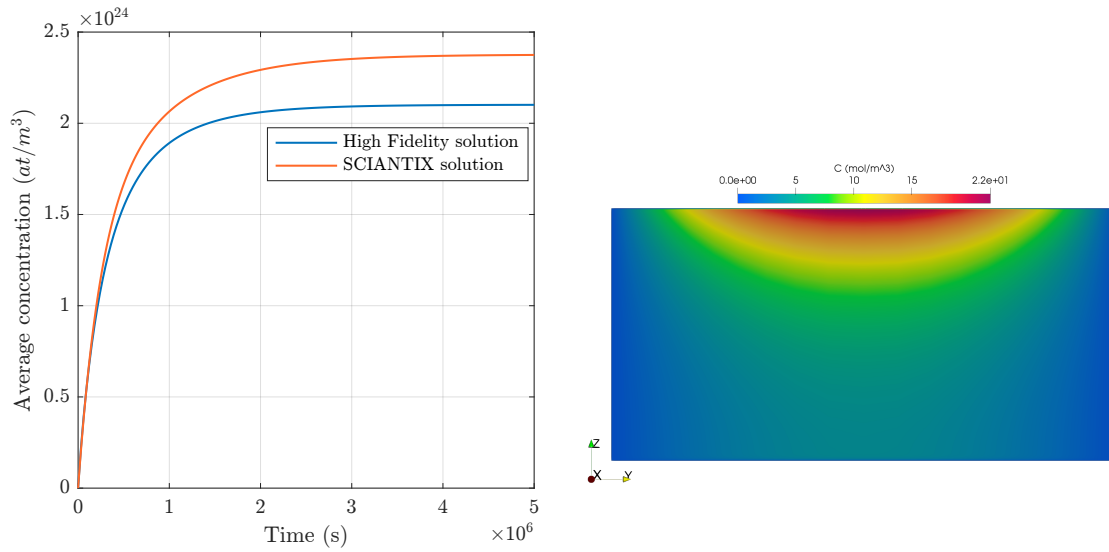 ×10^24
2.5
2
1.5
1
0.5
0
Average concentration (at/m^3)
High Fidelity solution
SCIANTIX solution
0 1 2 3 4 5
Time (s)
×10^6
C (mol/m^3)
0.0e+00 5 10 15 2.2e+01
Z
X Y